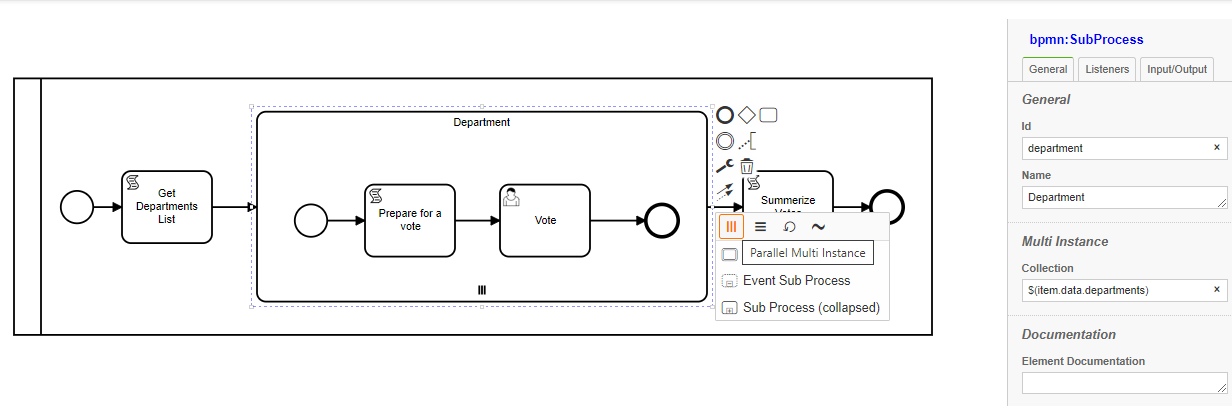 Department
Get
Departments
List
Prepare for a
vote
Vote
Summerize
Parallel Multi Instance
Event Sub Process
Sub Process (collapsed)
bpmn:SubProcess
General
Listeners
Input/Output
General
Id
department
×
Name
Department
Multi Instance
Collection
$(item.data.departments)
×
Documentation
Element Documentation